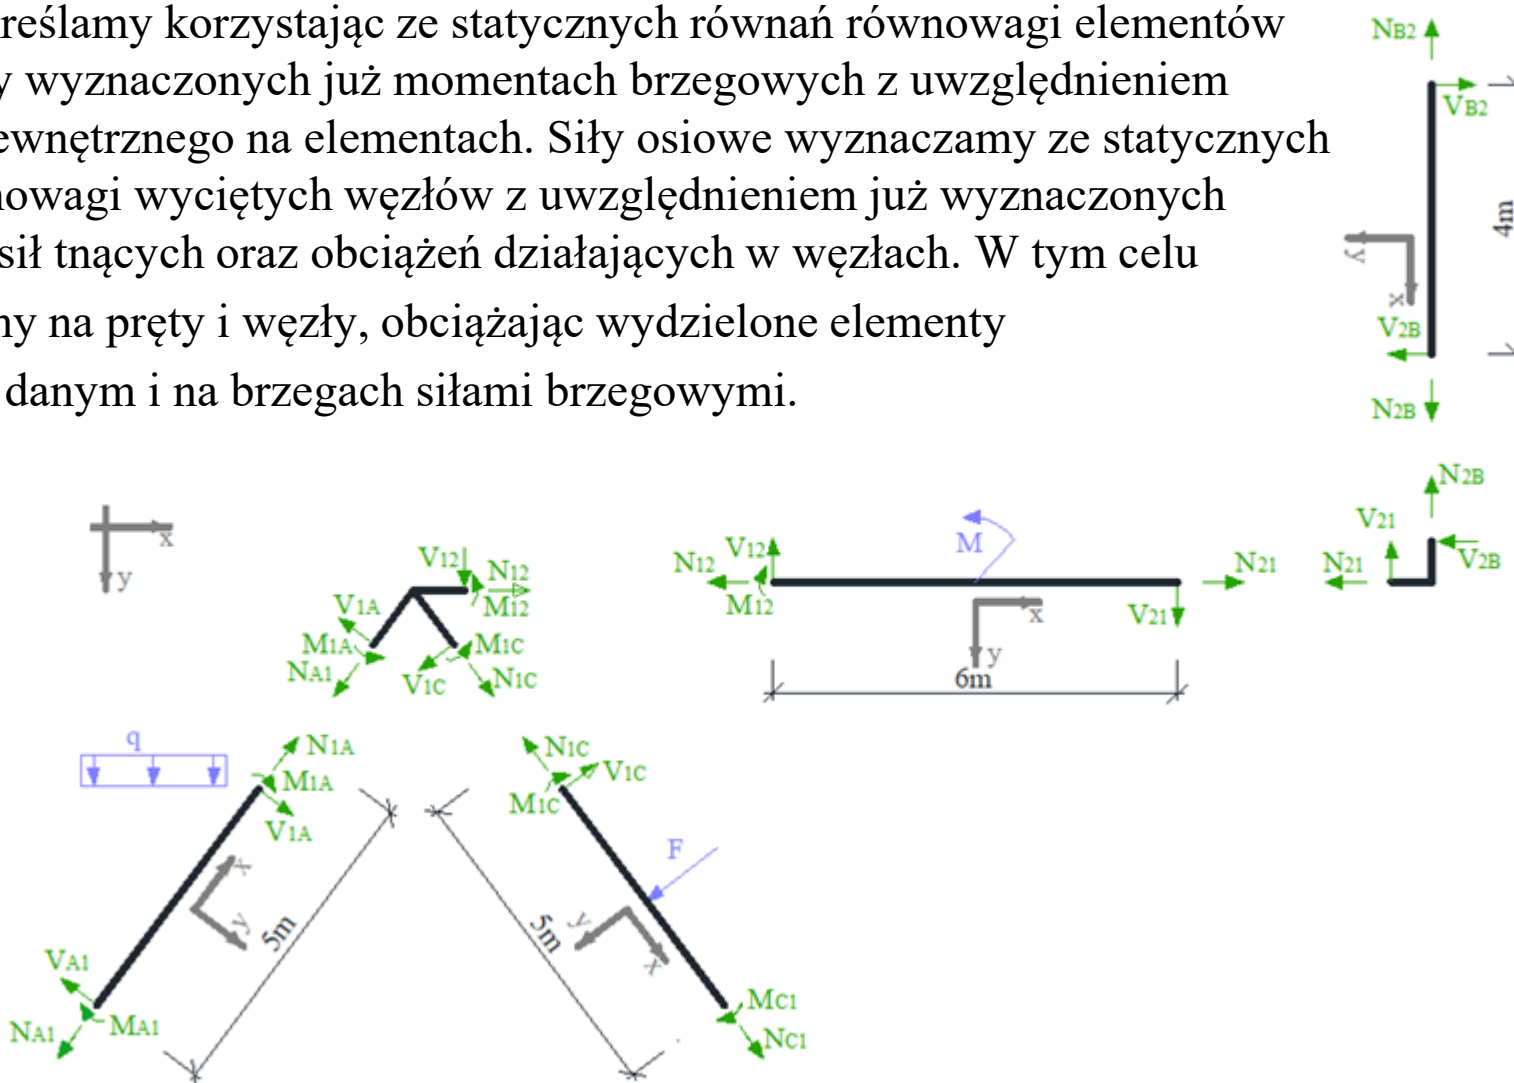 reślamy korzystając ze statycznych równań równowagi elementów
y wyznaczonych już momentach brzegowych z uwzględnieniem
ewnętrznego na elementach. Siły osiowe wyznaczamy ze statycznych
nowagi wyciętych węzłów z uwzględnieniem już wyznaczonych
sił tnących oraz obciążeń działających w węzłach. W tym celu
ny na pręty i węzły, obciążając wydzielone elementy
danym i na brzegach siłami brzegowymi.
NB2
VB2
4m
y
x
V2B
N2B
x
y
V12
N12
M12
V1A
M1A
NA1
M1C
V1C
N1C
N12
V12
M12
M
N21
V21
x
y
6m
N2B
V21
N21
V2B
q
N1A
M1A
V1A
x
y
5m
VA1
MA1
NA1
N1C
V1C
M1C
F
y
x
5m
MC1
NC1